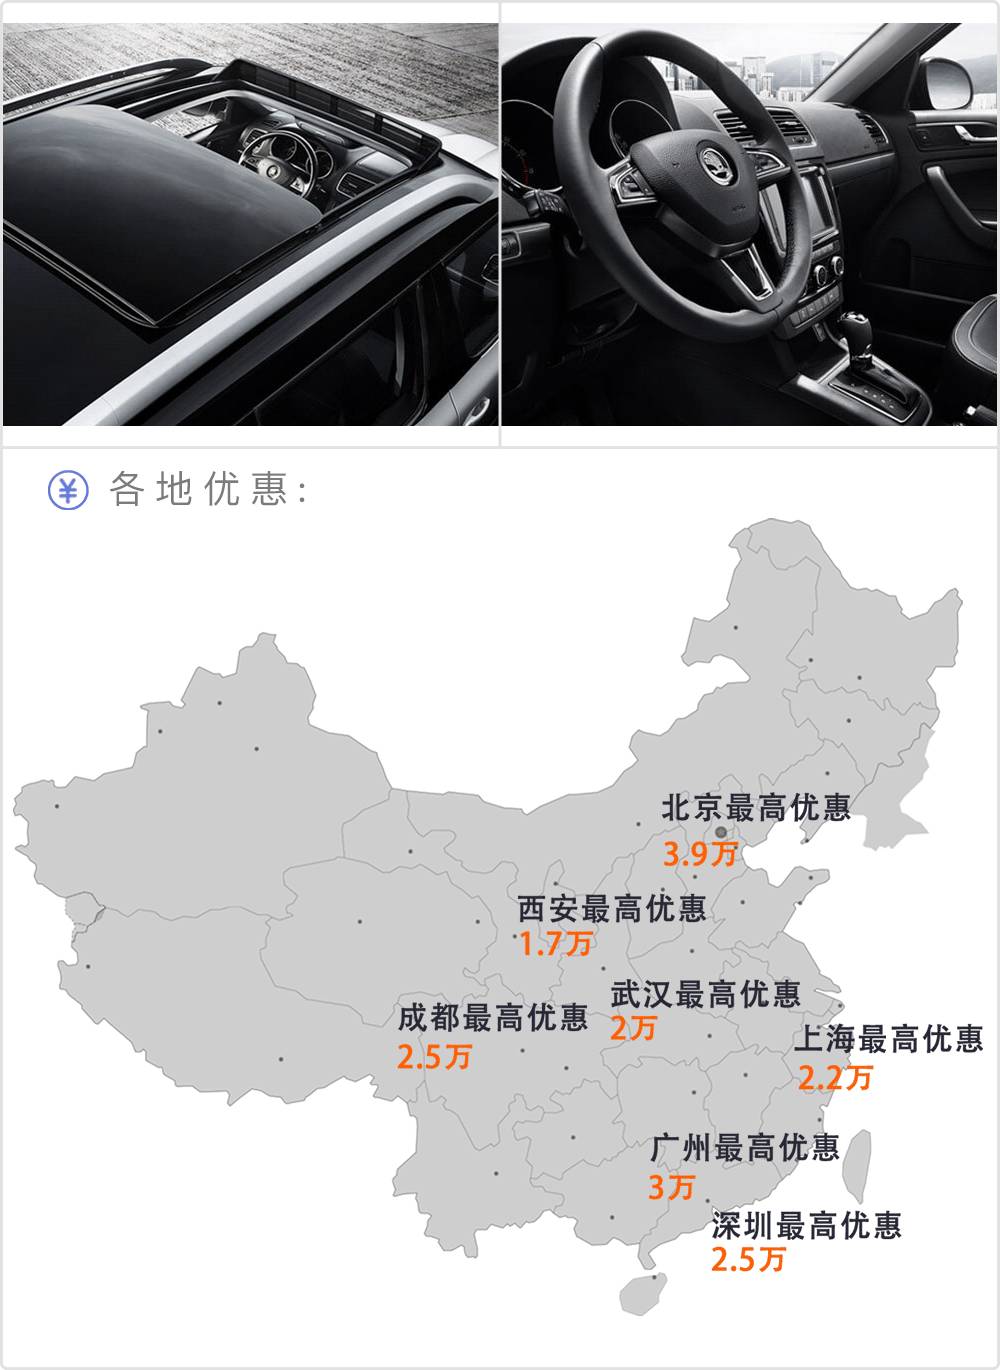 ¥ 各地优惠:
北京最高优惠
3.9万
西安最高优惠
1.7万
武汉最高优惠
2万
成都最高优惠
2.5万
上海最高优惠
2.2万
广州最高优惠
3万
深圳最高优惠
2.5万